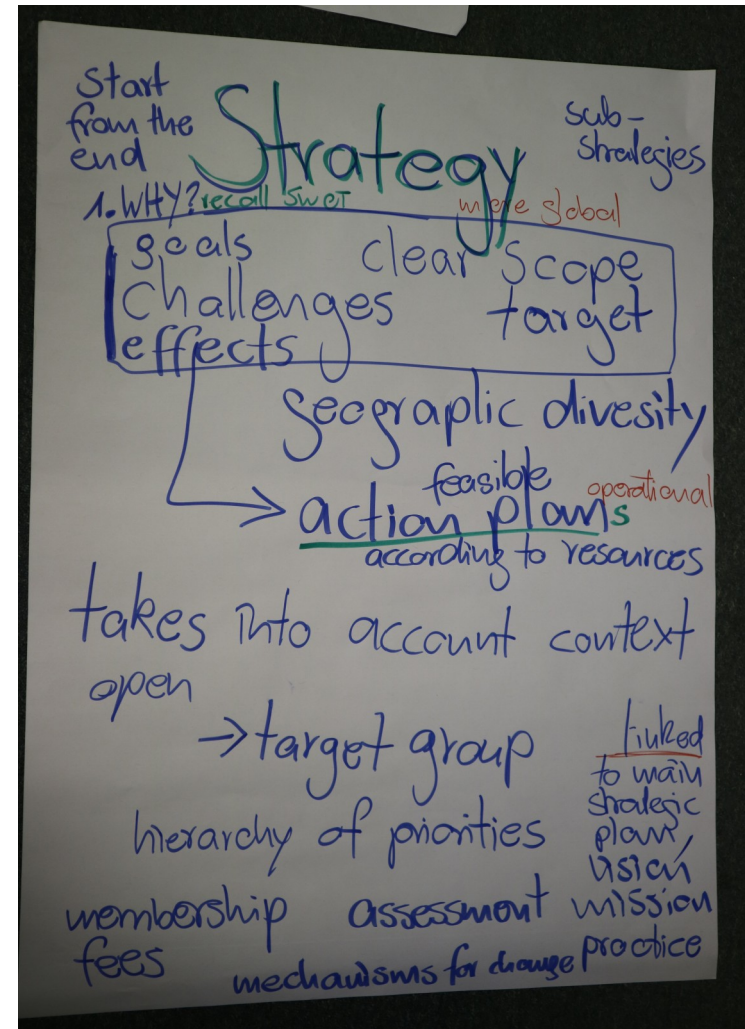 Start
from the
end
Strategy
sub-
strategies
1. WHY? recall SWOT
more global
goals
challenges
effects
clear scope
target
geographic divesity
feasible
action plans
operational
according to resources
takes into account context
open
→ target group
hierarchy of priorities
linked
to main
strategic
plan,
vision
mission
practice
membership
fees
assessment
mechanisms for change